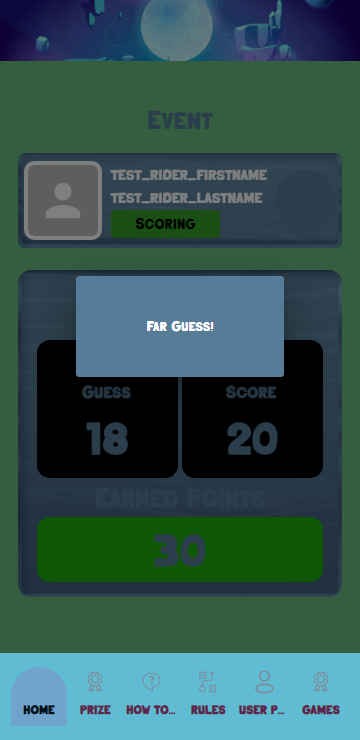 Event
TEST_RIDER_FIRSTNAME
TEST_RIDER_LASTNAME
Scoring
Far Guess!
Guess
Score
18
20
Earned Points
30
HOME
PRIZE
HOW TO...
RULES
USER P...
GAMES